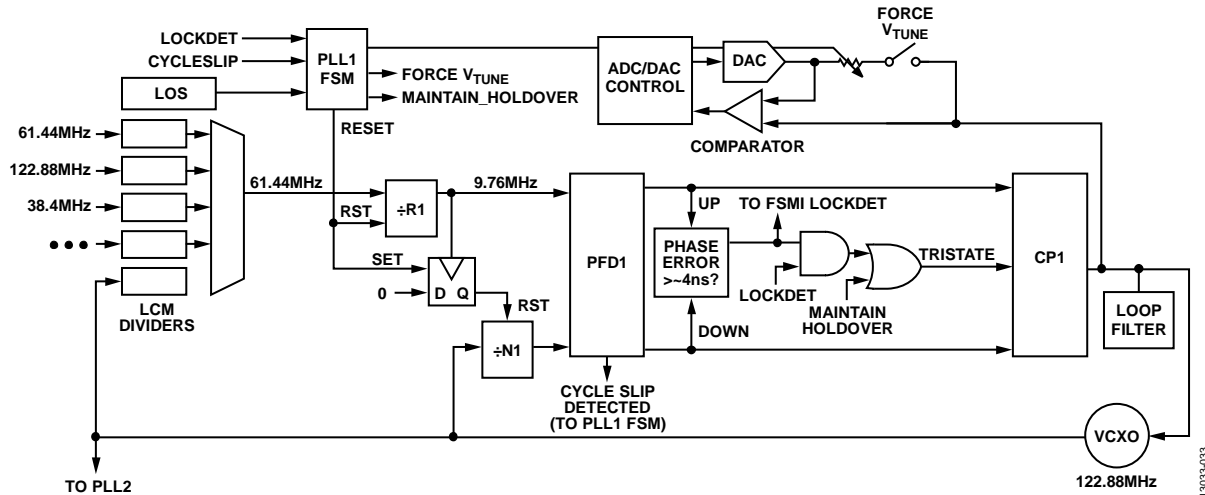 LOCKDET
CYCLESLIP
LOS
PLL1
FSM
FORCE VTUNE
MAINTAIN_HOLDOVER
RESET
ADC/DAC
CONTROL
DAC
COMPARATOR
FORCE
VTUNE
61.44MHz
122.88MHz
38.4MHz
LCM
DIVIDERS
61.44MHz
RST
÷R1
9.76MHz
SET
0
D Q
RST
÷N1
PFD1
CYCLE SLIP
DETECTED
(TO PLL1 FSM)
UP
TO FSMI LOCKDET
PHASE
ERROR
>~4ns?
DOWN
LOCKDET
MAINTAIN
HOLDOVER
TRISTATE
CP1
LOOP
FILTER
VCXO
122.88MHz
TO PLL2
13033-033